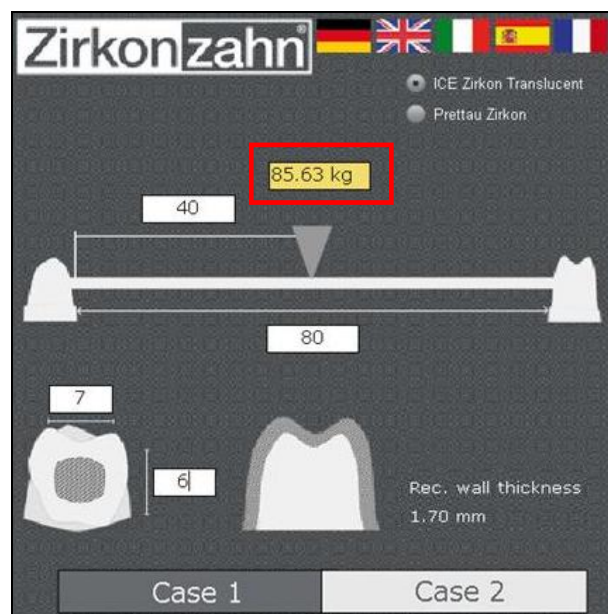 Zirkonzahn®
ICE Zirkon Translucent
Prettau Zirkon
85.63 kg
40
80
7
6
Rec. wall thickness
1.70 mm
Case 1
Case 2